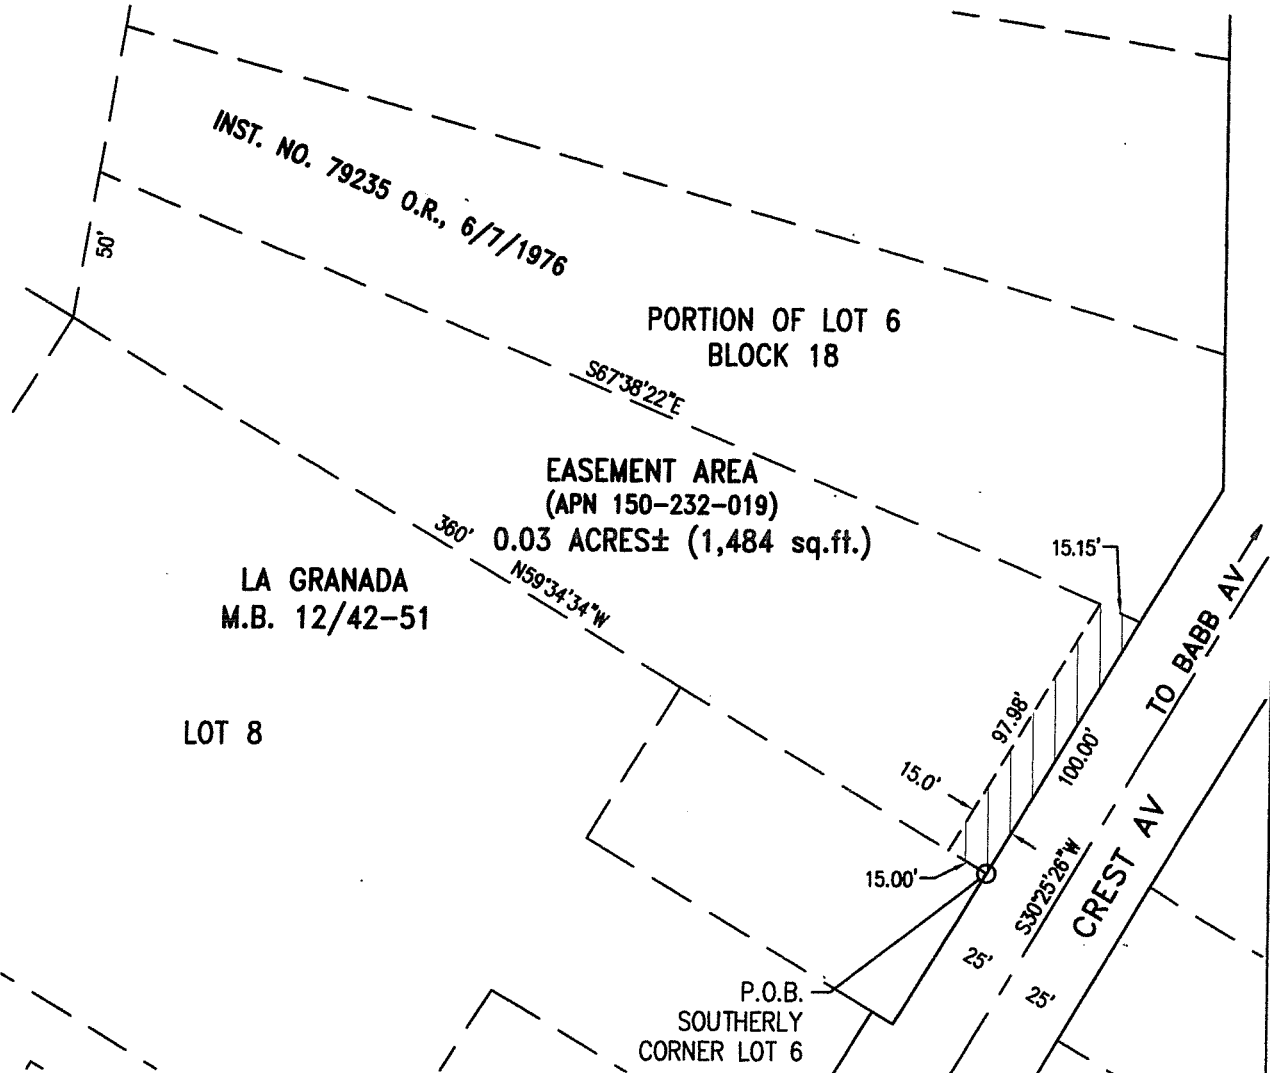 INST. NO. 79235 O.R., 6/7/1976
50'
PORTION OF LOT 6
BLOCK 18
S67°38'22"E
EASEMENT AREA
(APN 150-232-019)
0.03 ACRES± (1,484 sq.ft.)
360'
N59°34'34"W
15.15'
LA GRANADA
M.B. 12/42-51
TO BABB AV
LOT 8
97.98'
100.00'
15.0'
15.00'
S30°25'26"W
CREST AV
25'
25'
P.O.B.
SOUTHERLY
CORNER LOT 6